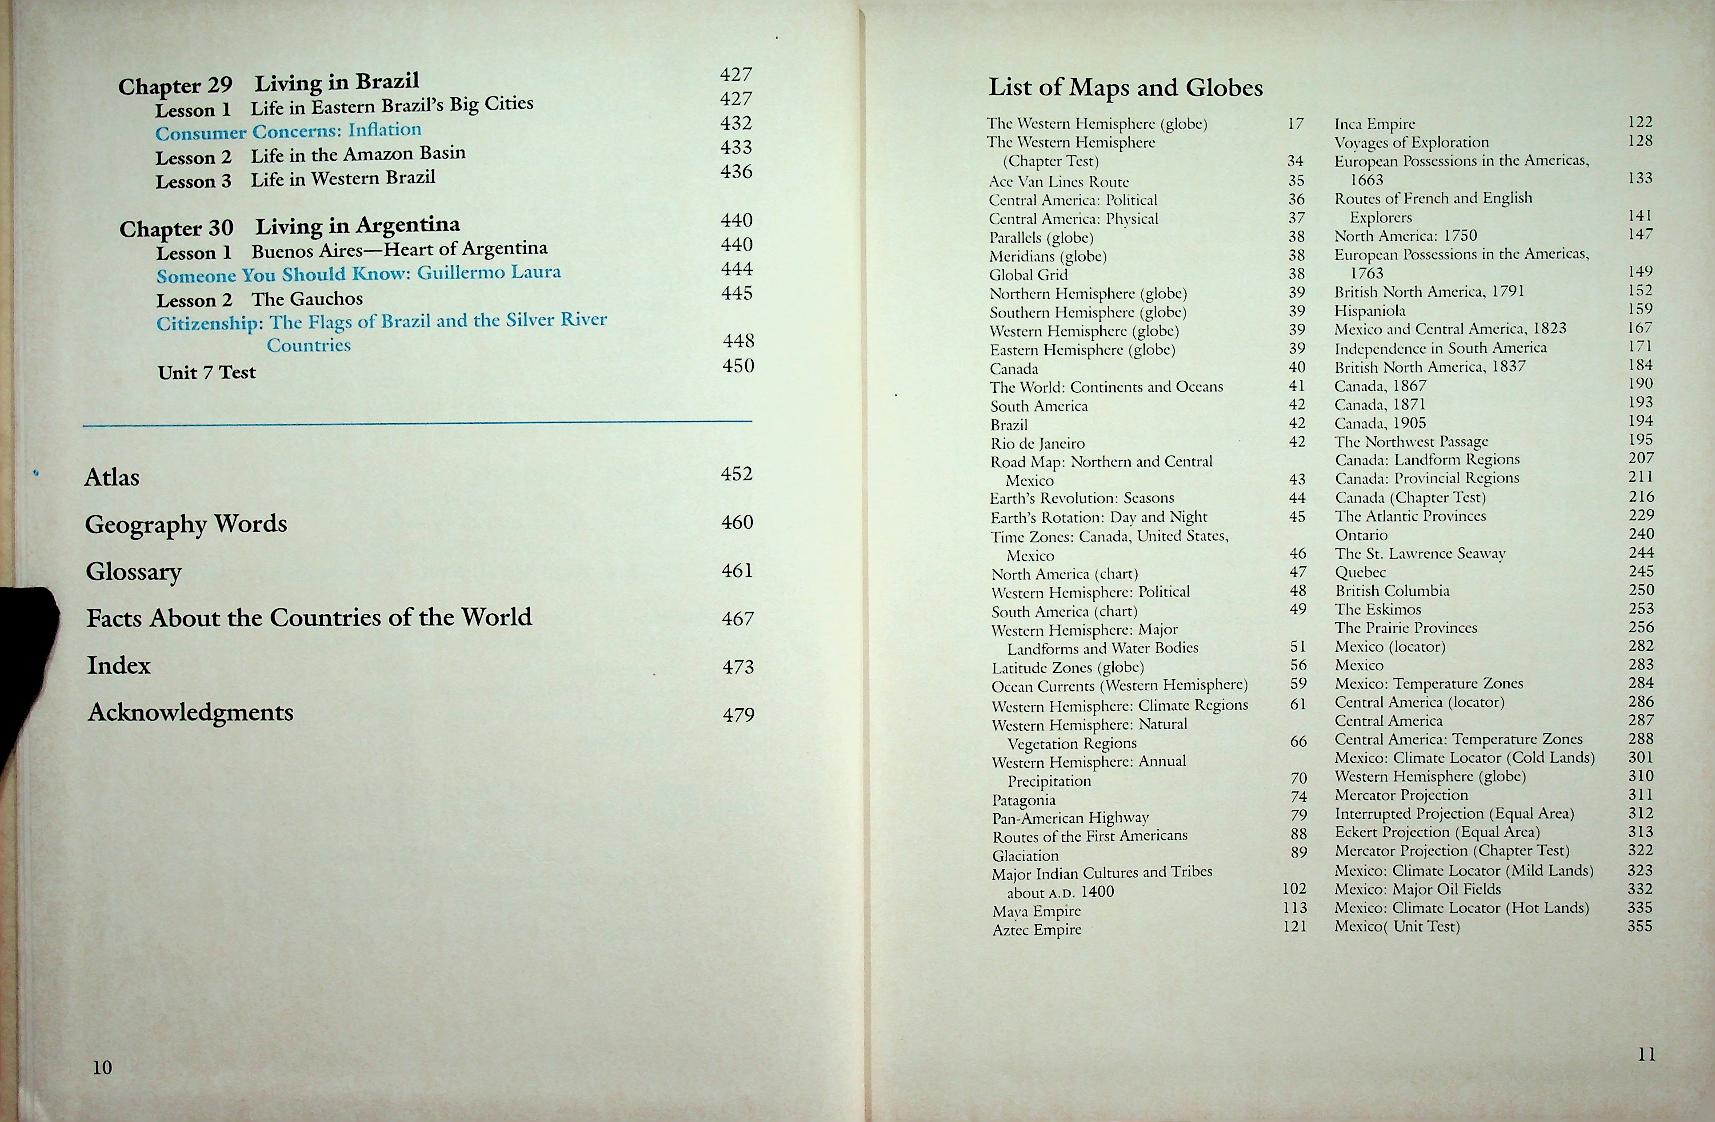 Chapter 29 Living in Brazil 427
Lesson 1 Life in Eastern Brazil's Big Cities 427
Consumer Concerns: Inflation 432
Lesson 2 Life in the Amazon Basin 433
Lesson 3 Life in Western Brazil 436
Chapter 30 Living in Argentina 440
Lesson 1 Buenos Aires—Heart of Argentina 440
Someone You Should Know: Guillermo Laura 444
Lesson 2 The Gauchos 445
Citizenship: The Flags of Brazil and the Silver River
Countries 448
Unit 7 Test 450
Atlas 452
Geography Words 460
Glossary 461
Facts About the Countries of the World 467
Index 473
Acknowledgments 479
10
List of Maps and Globes
The Western Hemisphere (globe) 17
The Western Hemisphere
(Chapter Test) 34
Ace Van Lines Route 35
Central America: Political 36
Central America: Physical 37
Parallels (globe) 38
Meridians (globe) 38
Global Grid 38
Northern Hemisphere (globe) 39
Southern Hemisphere (globe) 39
Western Hemisphere (globe) 39
Eastern Hemisphere (globe) 39
Canada 40
The World: Continents and Oceans 41
South America 42
Brazil 42
Rio de Janeiro 42
Road Map: Northern and Central
Mexico 43
Earth's Revolution: Seasons 44
Earth's Rotation: Day and Night 45
Time Zones: Canada, United States,
Mexico 46
North America (chart) 47
Western Hemisphere: Political 48
South America (chart) 49
Western Hemisphere: Major
Landforms and Water Bodies 51
Latitude Zones (globe) 56
Ocean Currents (Western Hemisphere) 59
Western Hemisphere: Climate Regions 61
Western Hemisphere: Natural
Vegetation Regions 66
Western Hemisphere: Annual
Precipitation 70
Patagonia 74
Pan-American Highway 79
Routes of the First Americans 88
Glaciation 89
Major Indian Cultures and Tribes
about A.D. 1400 102
Maya Empire 113
Aztec Empire 121
Inca Empire 122
Voyages of Exploration 128
European Possessions in the Americas,
1663 133
Routes of French and English
Explorers 141
North America: 1750 147
European Possessions in the Americas,
1763 149
British North America, 1791 152
Hispaniola 159
Mexico and Central America, 1823 167
Independence in South America 171
British North America, 1837 184
Canada, 1867 190
Canada, 1871 193
Canada, 1905 194
The Northwest Passage 195
Canada: Landform Regions 207
Canada: Provincial Regions 211
Canada (Chapter Test) 216
The Atlantic Provinces 229
Ontario 240
The St. Lawrence Seaway 244
Quebec 245
British Columbia 250
The Eskimos 253
The Prairie Provinces 256
Mexico (locator) 282
Mexico 283
Mexico: Temperature Zones 284
Central America (locator) 286
Central America 287
Central America: Temperature Zones 288
Mexico: Climate Locator (Cold Lands) 301
Western Hemisphere (globe) 310
Mercator Projection 311
Interrupted Projection (Equal Area) 312
Eckert Projection (Equal Area) 313
Mercator Projection (Chapter Test) 322
Mexico: Climate Locator (Mild Lands) 323
Mexico: Major Oil Fields 332
Mexico: Climate Locator (Hot Lands) 335
Mexico( Unit Test) 355
11